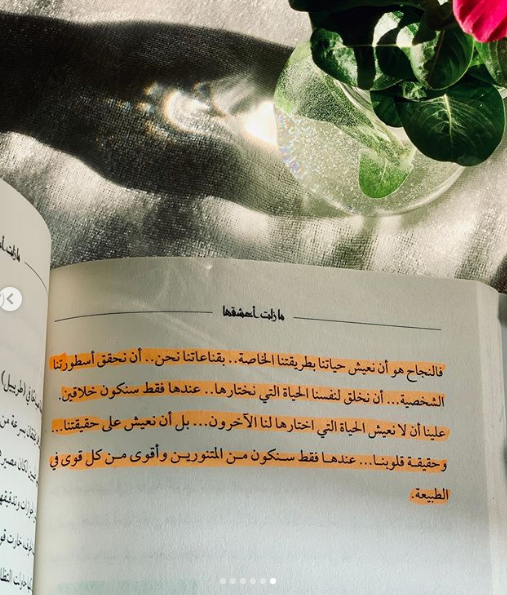 ما زلت أعشقها
فالنجاح هو أن نعيش حياتنا بطريقتنا الخاصة.. بقناعاتنا نحن.. أن نحقق أسطورتنا
الشخصية... أن نخلق لنفسنا الحياة التي نختارها.. عندها فقط سنكون خلاقين.
علينا أن لا نعيش الحياة التي اختارها لنا الآخرون... بل أن نعيش على حقيقتنا...
وحقيقة قلوبنا... عندها فقط سنكون من المتنورين وأقوى من كل قوى في
الطبيعة.